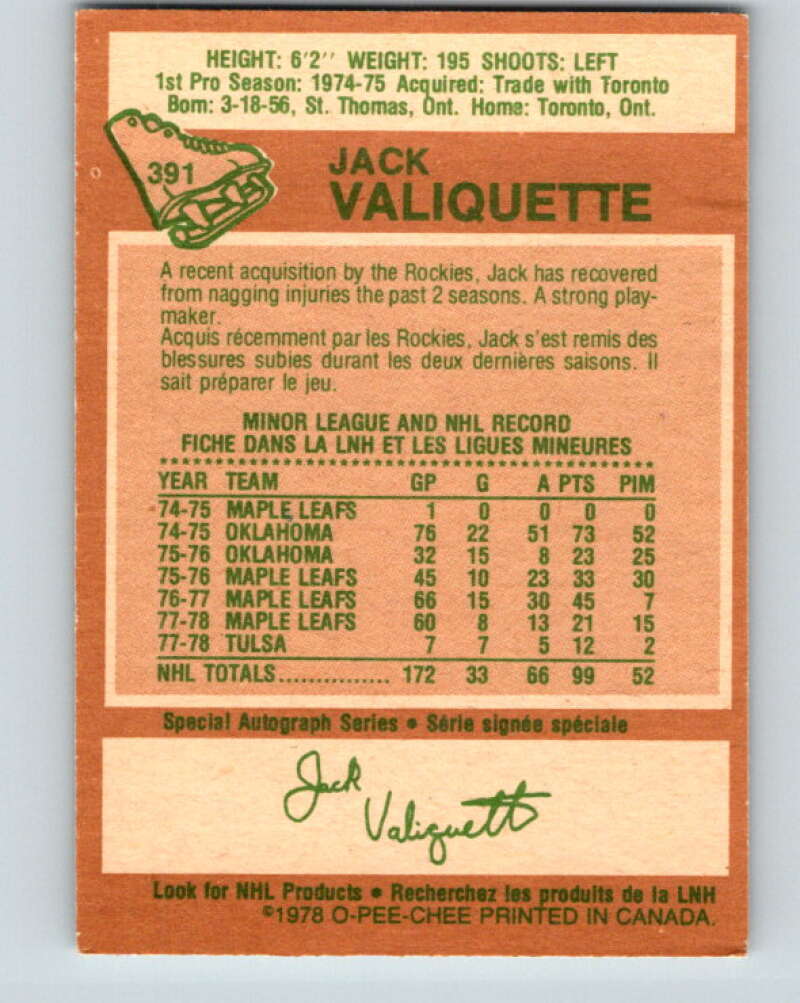 HEIGHT: 6'2" WEIGHT: 195 SHOOTS: LEFT
1st Pro Season: 1974-75 Acquired: Trade with Toronto
Born: 3-18-56, St. Thomas, Ont. Home: Toronto, Ont.
391
JACK
VALIQUETTE
A recent acquisition by the Rockies, Jack has recovered
from nagging injuries the past 2 seasons. A strong play-
maker.
Acquis récemment par les Rockies, Jack s'est remis des
blessures subies durant les deux dernières saisons. Il
sait préparer le jeu.
MINOR LEAGUE AND NHL RECORD
FICHE DANS LA LNH ET LES LIGUES MINEURES
YEAR TEAM GP G A PTS PIM
74-75 MAPLE LEAFS 1 0 0 0 0
74-75 OKLAHOMA 76 22 51 73 52
75-76 OKLAHOMA 32 15 8 23 25
75-76 MAPLE LEAFS 45 10 23 33 30
76-77 MAPLE LEAFS 66 15 30 45 7
77-78 MAPLE LEAFS 60 8 13 21 15
77-78 TULSA 7 7 5 12 2
NHL TOTALS............... 172 33 66 99 52
Special Autograph Series • Série signée spéciale
Jack
Valiquette
Look for NHL Products • Recherchez les produits de la LNH
©1978 O-PEE-CHEE PRINTED IN CANADA.